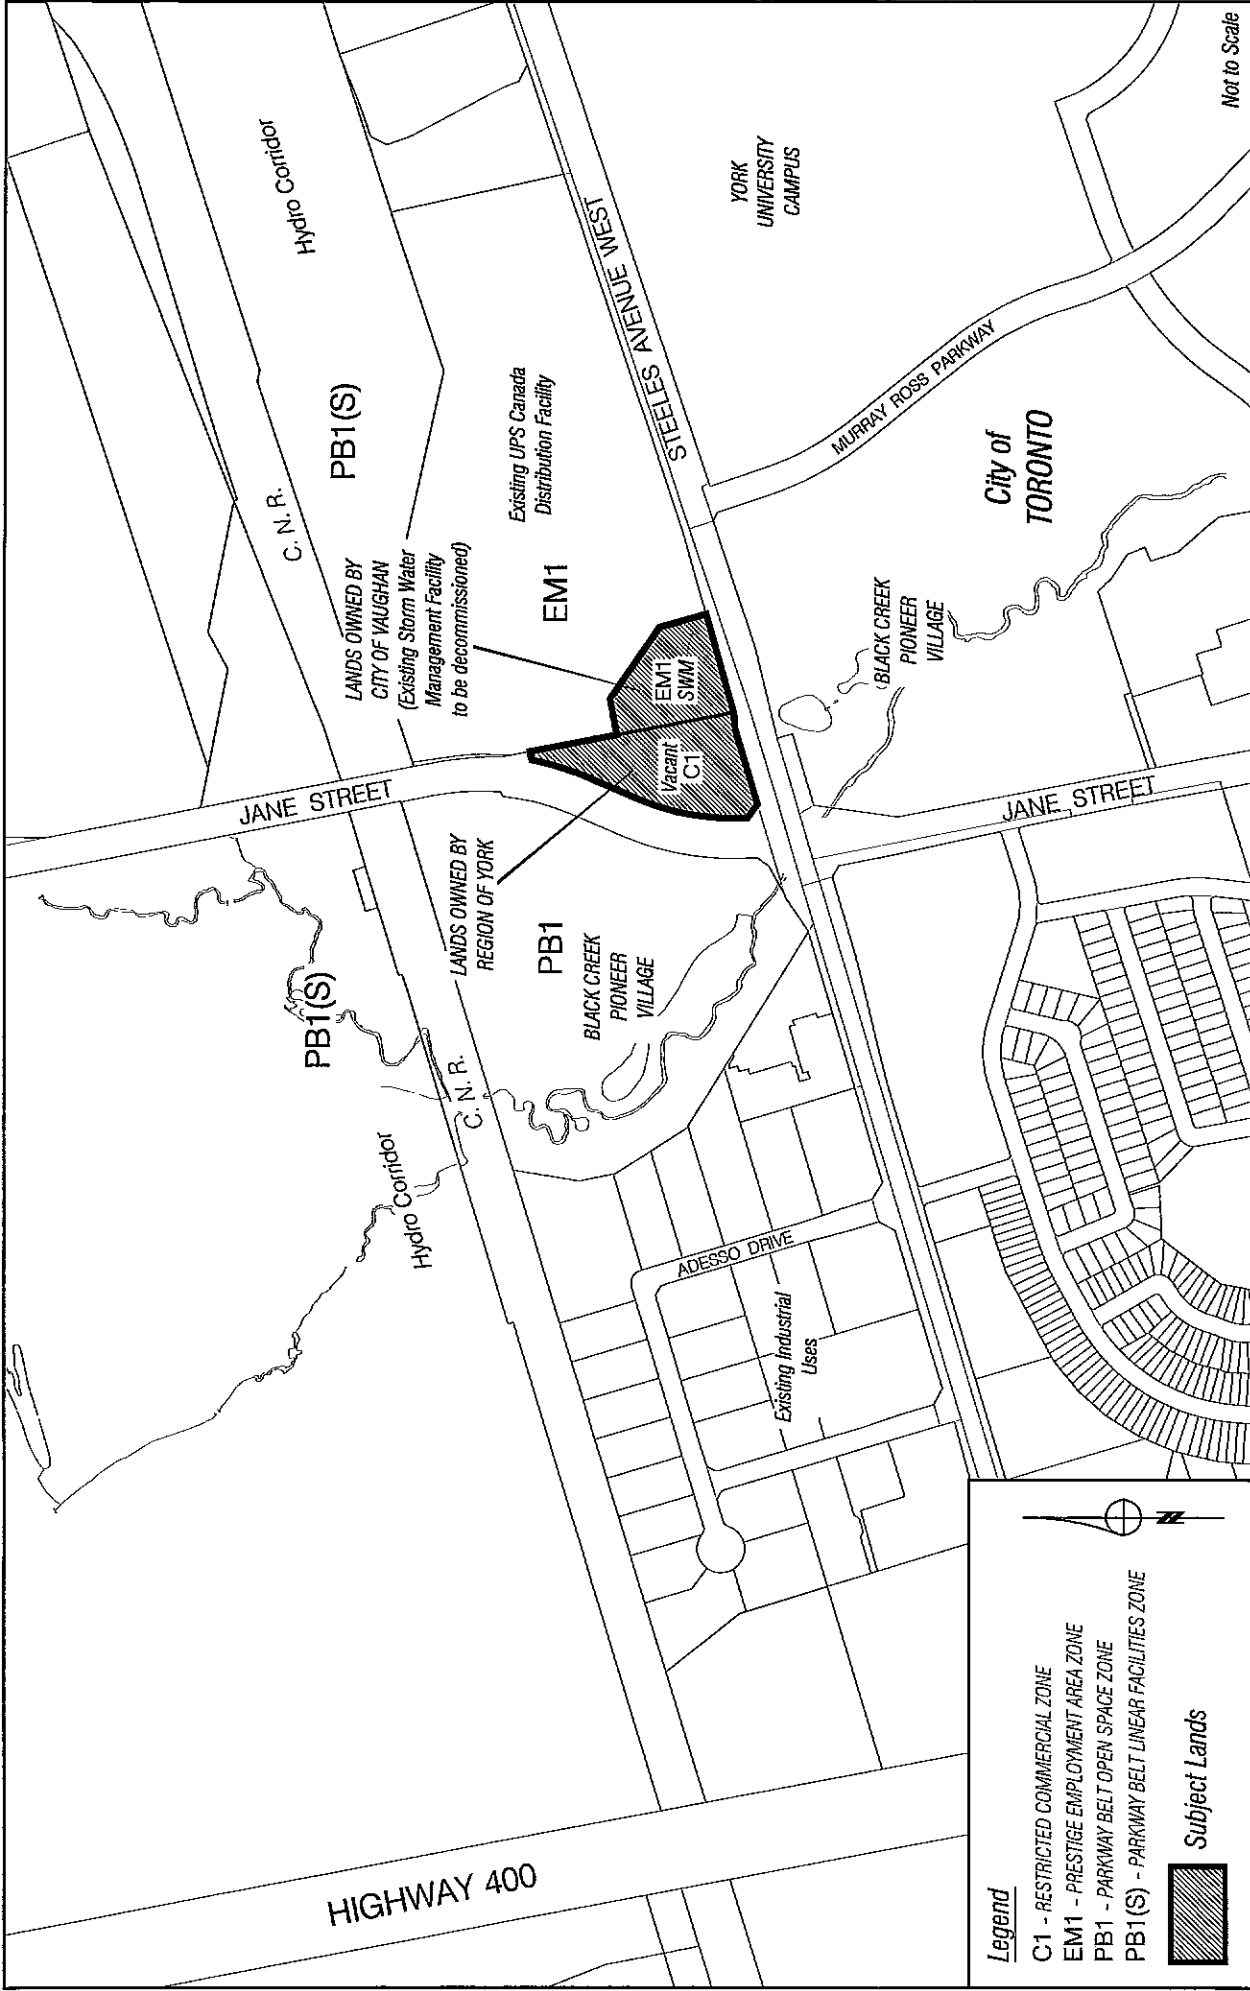 Hydro Corridor
PB1(S)
C. N. R.
LANDS OWNED BY
CITY OF VAUGHAN
(Existing Storm Water
Management Facility
to be decommissioned)
Existing UPS Canada
Distribution Facility
EM1
STEELES AVENUE WEST
YORK
UNIVERSITY
CAMPUS
Not to Scale
MURRAY ROSS PARKWAY
City of
TORONTO
BLACK CREEK
PIONEER
VILLAGE
EM1
SWM
Vacant
C1
JANE STREET
JANE STREET
LANDS OWNED BY
REGION OF YORK
PB1
BLACK CREEK
PIONEER
VILLAGE
PB1(S)
C. N. R.
Hydro Corridor
ADESSO DRIVE
Existing Industrial
Uses
HIGHWAY 400
Legend
C1 - RESTRICTED COMMERCIAL ZONE
EM1 - PRESTIGE EMPLOYMENT AREA ZONE
PB1 - PARKWAY BELT OPEN SPACE ZONE
PB1(S) - PARKWAY BELT LINEAR FACILITIES ZONE
Subject Lands
N